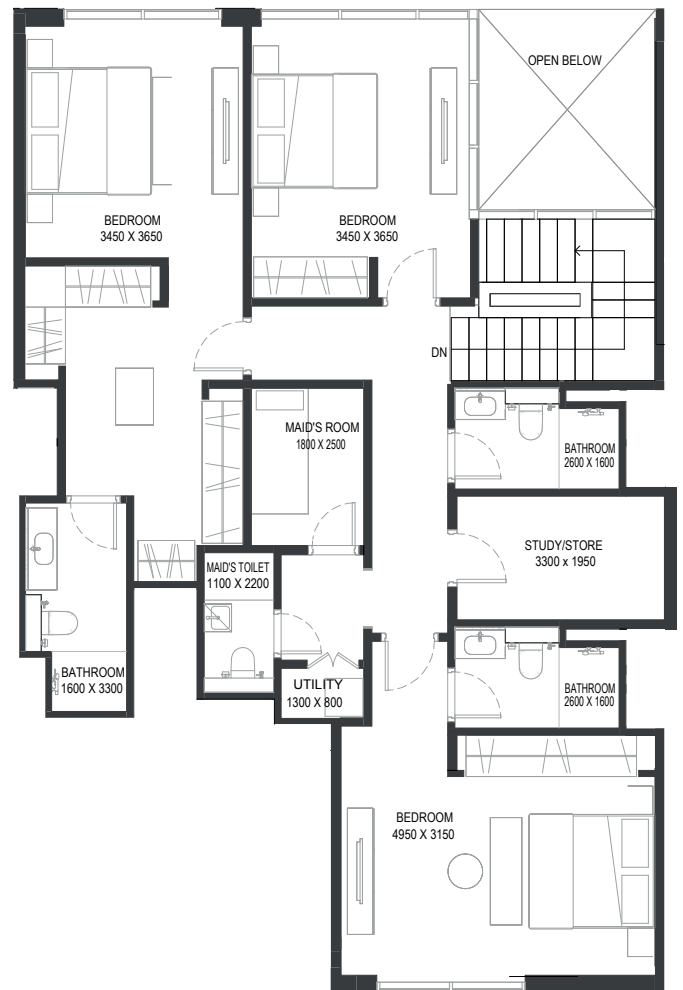 OPEN BELOW
BEDROOM
3450 X 3650
BEDROOM
3450 X 3650
DN
MAID'S ROOM
1800 X 2500
BATHROOM
2600 X 1600
STUDY/STORE
3300 x 1950
MAID'S TOILET
1100 X 2200
BATHROOM
1600 X 3300
UTILITY
1300 X 800
BATHROOM
2600 X 1600
BEDROOM
4950 X 3150